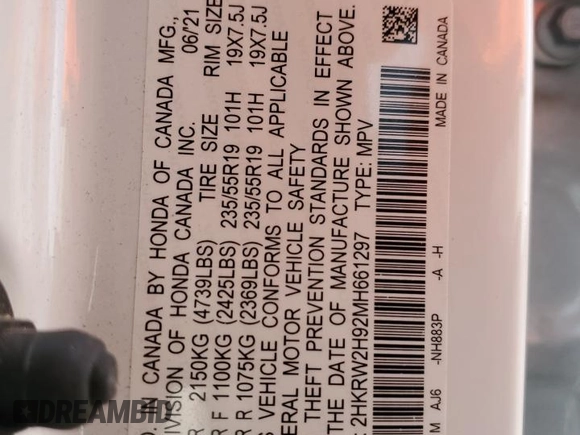 D. IN CANADA BY HONDA OF CANADA MFG.,
DIVISION OF HONDA CANADA INC. 06/21
R 2150KG (4739LBS) TIRE SIZE RIM SIZE
R F 1100KG (2425LBS) 235/55R19 101H 19X7.5J
R R 1075KG (2369LBS) 235/55R19 101H 19X7.5J
S VEHICLE CONFORMS TO ALL APPLICABLE
ERAL MOTOR VEHICLE SAFETY
THEFT PREVENTION STANDARDS IN EFFECT
THE DATE OF MANUFACTURE SHOWN ABOVE.
: 2HKRW2H92MH661297 TYPE: MPV
M AJ6 -NH883P -A -H MADE IN CANADA
DREAMBID